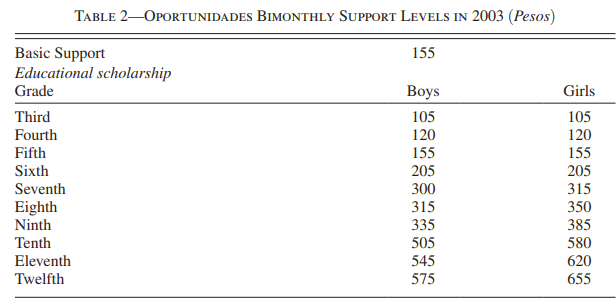 TABLE 2—OPORTUNIDADES BIMONTHLY SUPPORT LEVELS IN 2003 (Pesos)
Basic Support 155
Educational scholarship
Grade Boys Girls
Third 105 105
Fourth 120 120
Fifth 155 155
Sixth 205 205
Seventh 300 315
Eighth 315 350
Ninth 335 385
Tenth 505 580
Eleventh 545 620
Twelfth 575 655